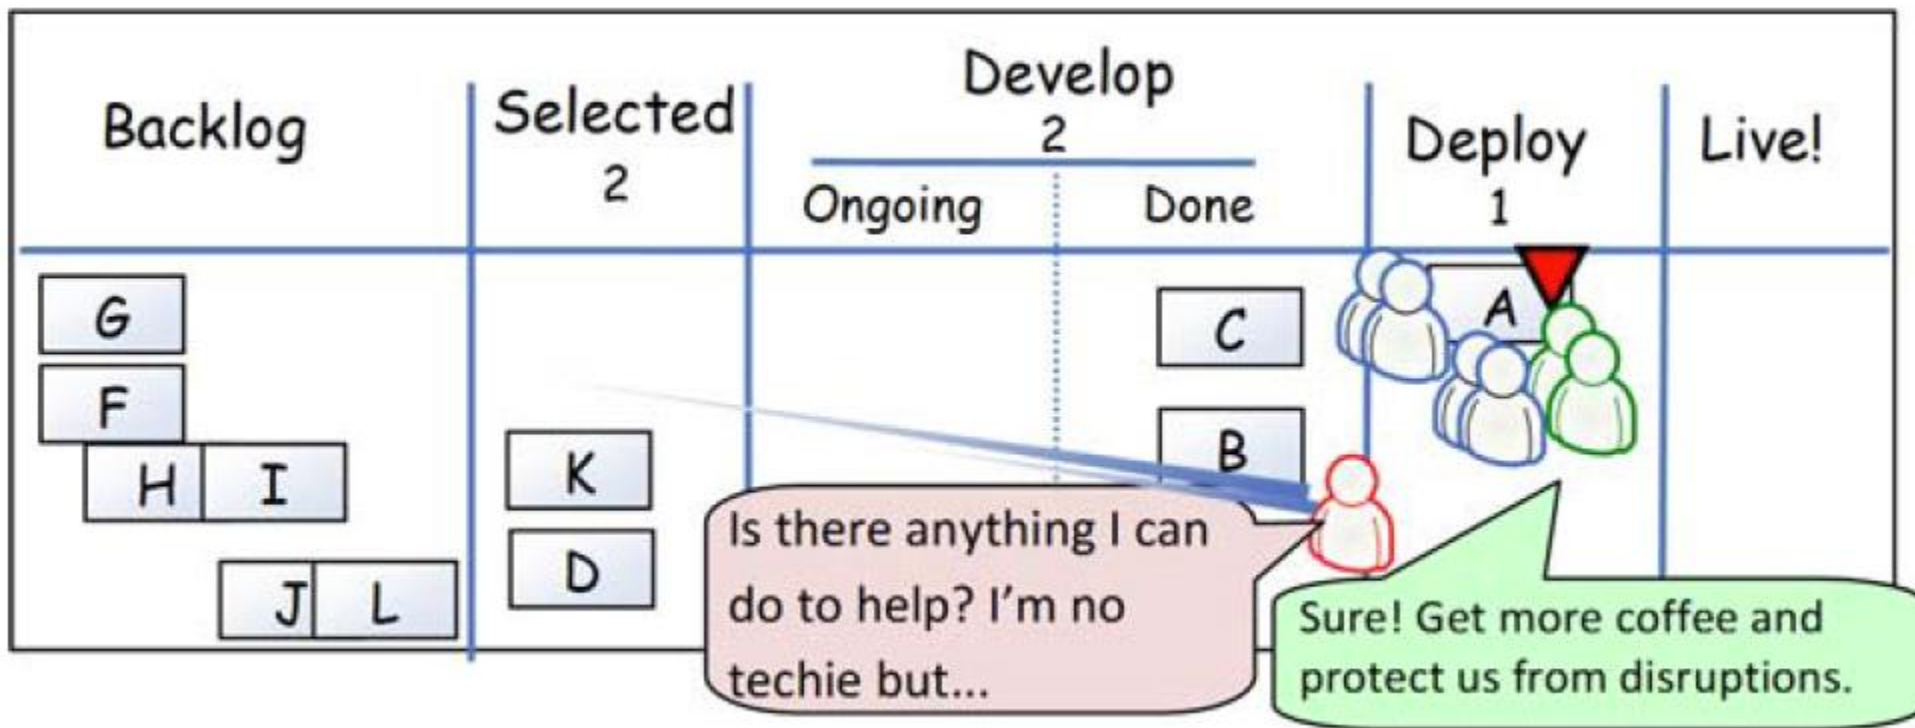 Backlog
Selected
2
Develop
2
Ongoing
Done
Deploy
1
Live!
G
F
H I
J L
K
D
C
B
A
Is there anything I can
do to help? I'm no
techie but...
Sure! Get more coffee and
protect us from disruptions.